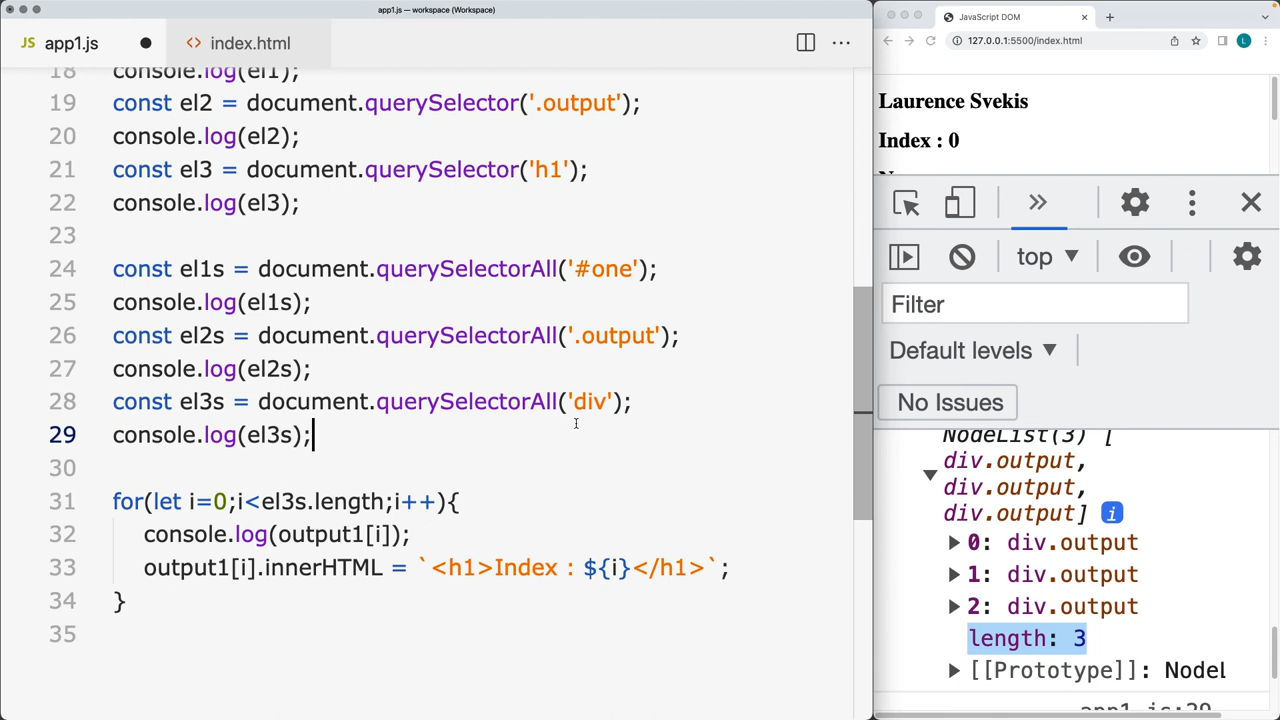 app1.js — workspace (Workspace)
JS app1.js
<> index.html
18 console.log(el1);
19 const el2 = document.querySelector('.output');
20 console.log(el2);
21 const el3 = document.querySelector('h1');
22 console.log(el3);
23
24 const el1s = document.querySelectorAll('#one');
25 console.log(el1s);
26 const el2s = document.querySelectorAll('.output');
27 console.log(el2s);
28 const el3s = document.querySelectorAll('div');
29 console.log(el3s);
30
31 for(let i=0;i<el3s.length;i++){
32 console.log(output1[i]);
33 output1[i].innerHTML = `<h1>Index : ${i}</h1>`;
34 }
35
JavaScript DOM
127.0.0.1:5500/index.html
L
Laurence Svekis
Index : 0
top
Filter
Default levels
No Issues
NodeList(3) [
div.output,
div.output,
div.output] i
0: div.output
1: div.output
2: div.output
length: 3
[[Prototype]]: NodeL
app1.js:29